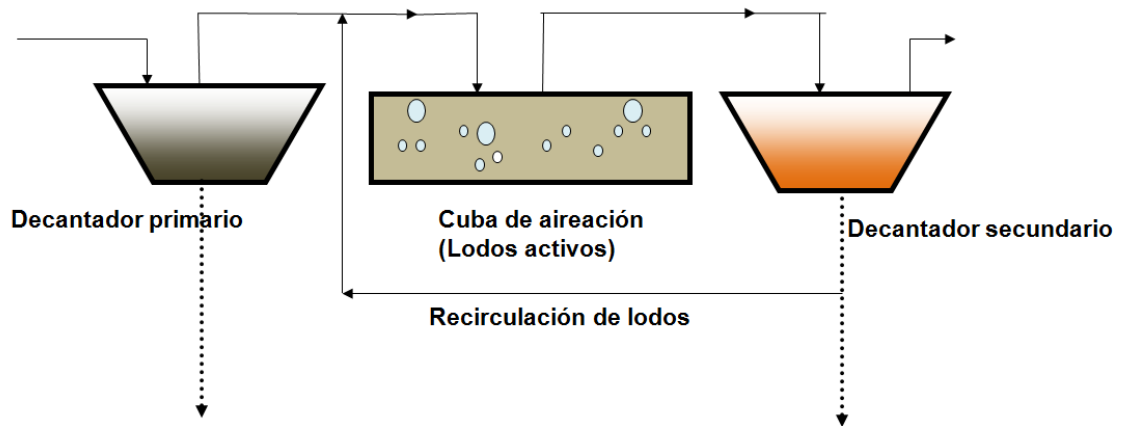 Decantador primario
Cuba de aireación
(Lodos activos)
Decantador secundario
Recirculación de lodos